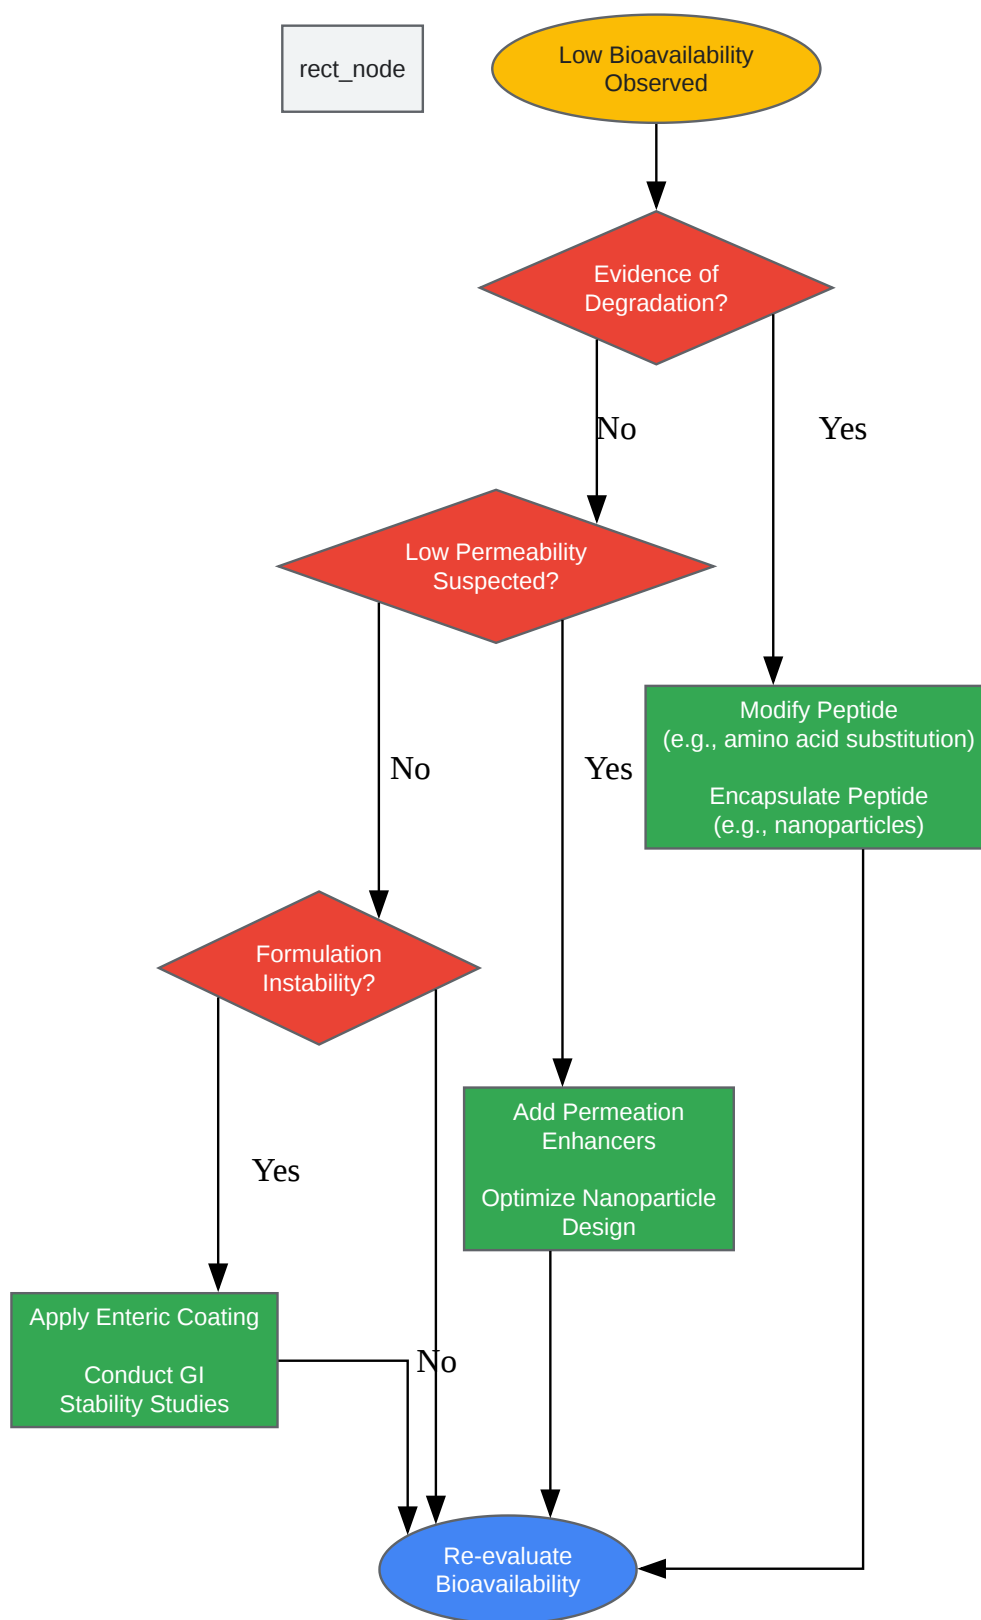 rect_node
Low Bioavailability
Observed
Evidence of
Degradation?
No
Yes
Low Permeability
Suspected?
Modify Peptide
(e.g., amino acid substitution)
Encapsulate Peptide
(e.g., nanoparticles)
No
Yes
Formulation
Instability?
Add Permeation
Enhancers
Optimize Nanoparticle
Design
Yes
Apply Enteric Coating
Conduct GI
Stability Studies
No
Re-evaluate
Bioavailability